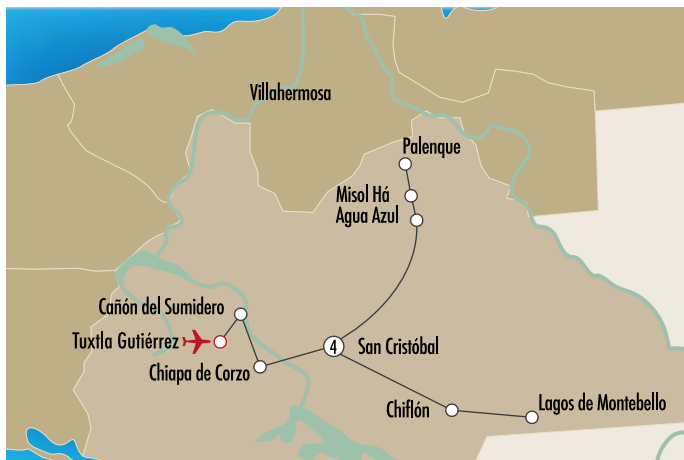 Villahermosa
Palenque
Misol Há
Agua Azul
Cañón del Sumidero
Tuxtla Gutiérrez
4
San Cristóbal
Chiapa de Corzo
Chiflón
Lagos de Montebello